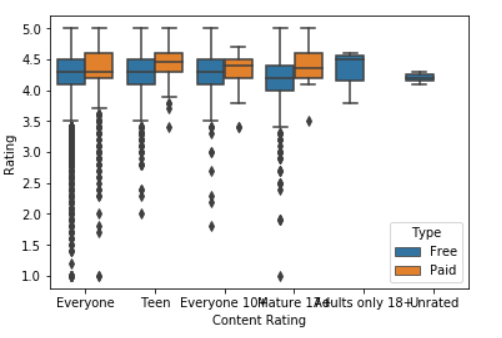 5.0
4.5
4.0
3.5
3.0
2.5
2.0
1.5
1.0
Rating
Type
Free
Paid
Everyone Teen Everyone 10+ Mature 17+ Adults only 18+ Unrated
Content Rating